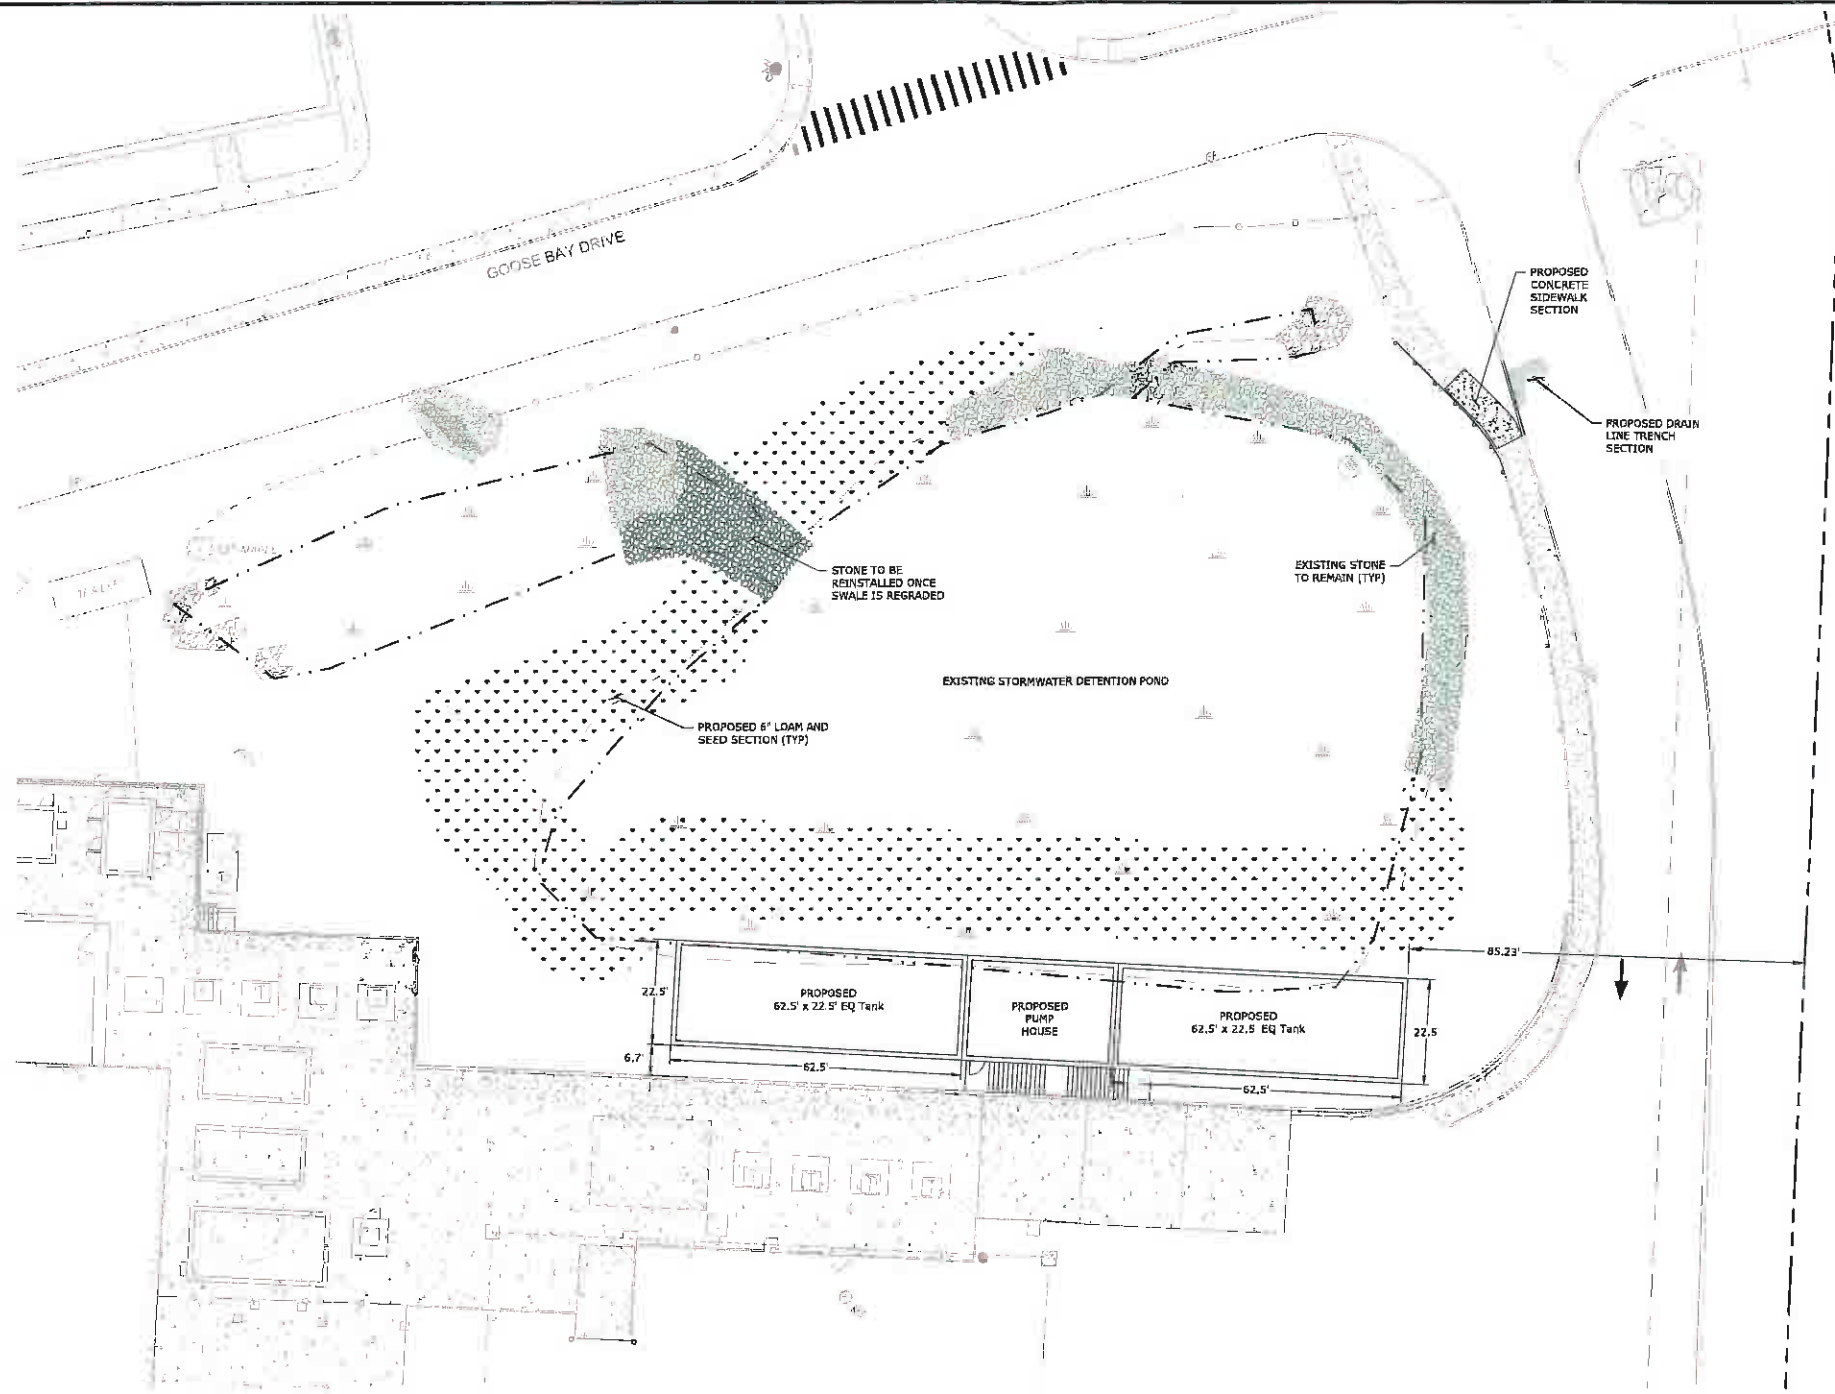 GOOSE BAY DRIVE
PROPOSED
CONCRETE
SIDEWALK
SECTION
PROPOSED DRAIN
LINE TRENCH
SECTION
STONE TO BE
REINSTALLED ONCE
SWALE IS REGRADED
EXISTING STONE
TO REMAIN (TYP)
EXISTING STORMWATER DETENTION POND
PROPOSED 6" LOAM AND
SEED SECTION (TYP)
85.23'
22.5'
PROPOSED
62.5' x 22.5' EQ Tank
PROPOSED
PUMP
HOUSE
PROPOSED
62.5' x 22.5 EQ Tank
22.5
6.7'
62.5'
62.5'